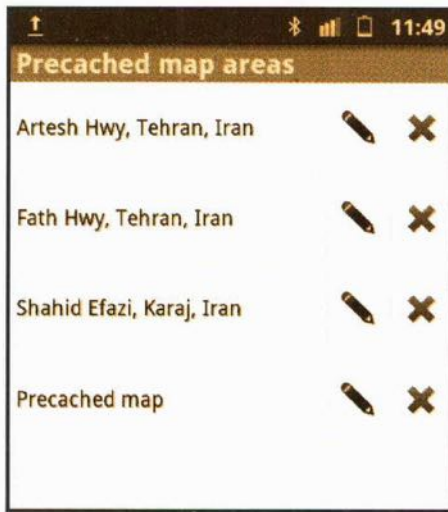 11:49
Precached map areas
Artesh Hwy, Tehran, Iran
Fath Hwy, Tehran, Iran
Shahid Efazi, Karaj, Iran
Precached map